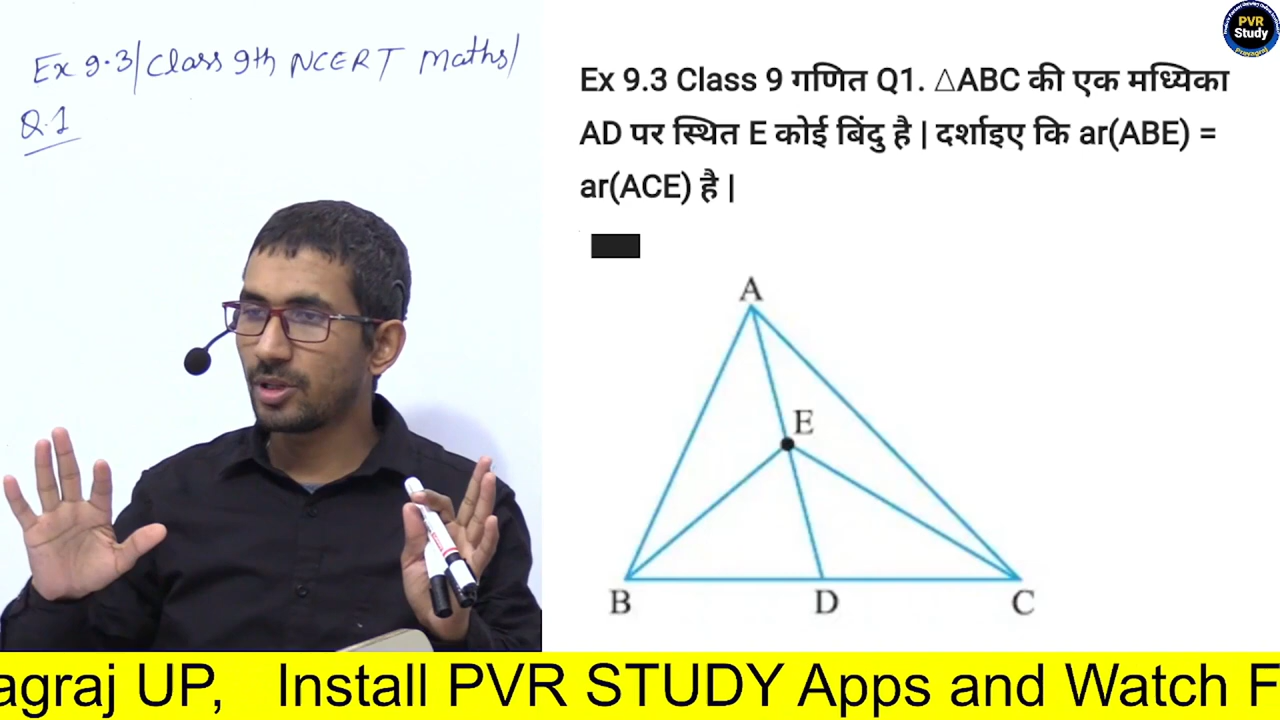 Ex 9.3/Class 9th NCERT Maths/
Q.1
PVR
Study
Prayagraj
Ex 9.3 Class 9 गणित Q1. △ABC की एक मध्यिका
AD पर स्थित E कोई बिंदु है | दर्शाइए कि ar(ABE) =
ar(ACE) है |
A
E
B
D
C
agraj UP, Install PVR STUDY Apps and Watch F